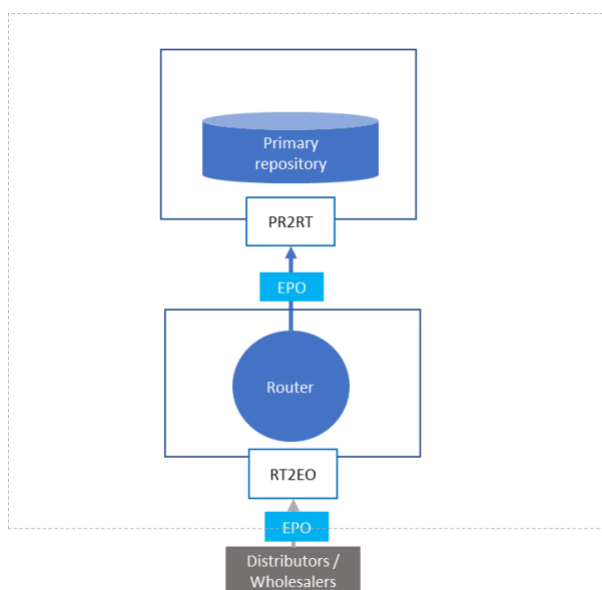 Primary
repository
PR2RT
EPO
Router
RT2EO
EPO
Distributors /
Wholesalers